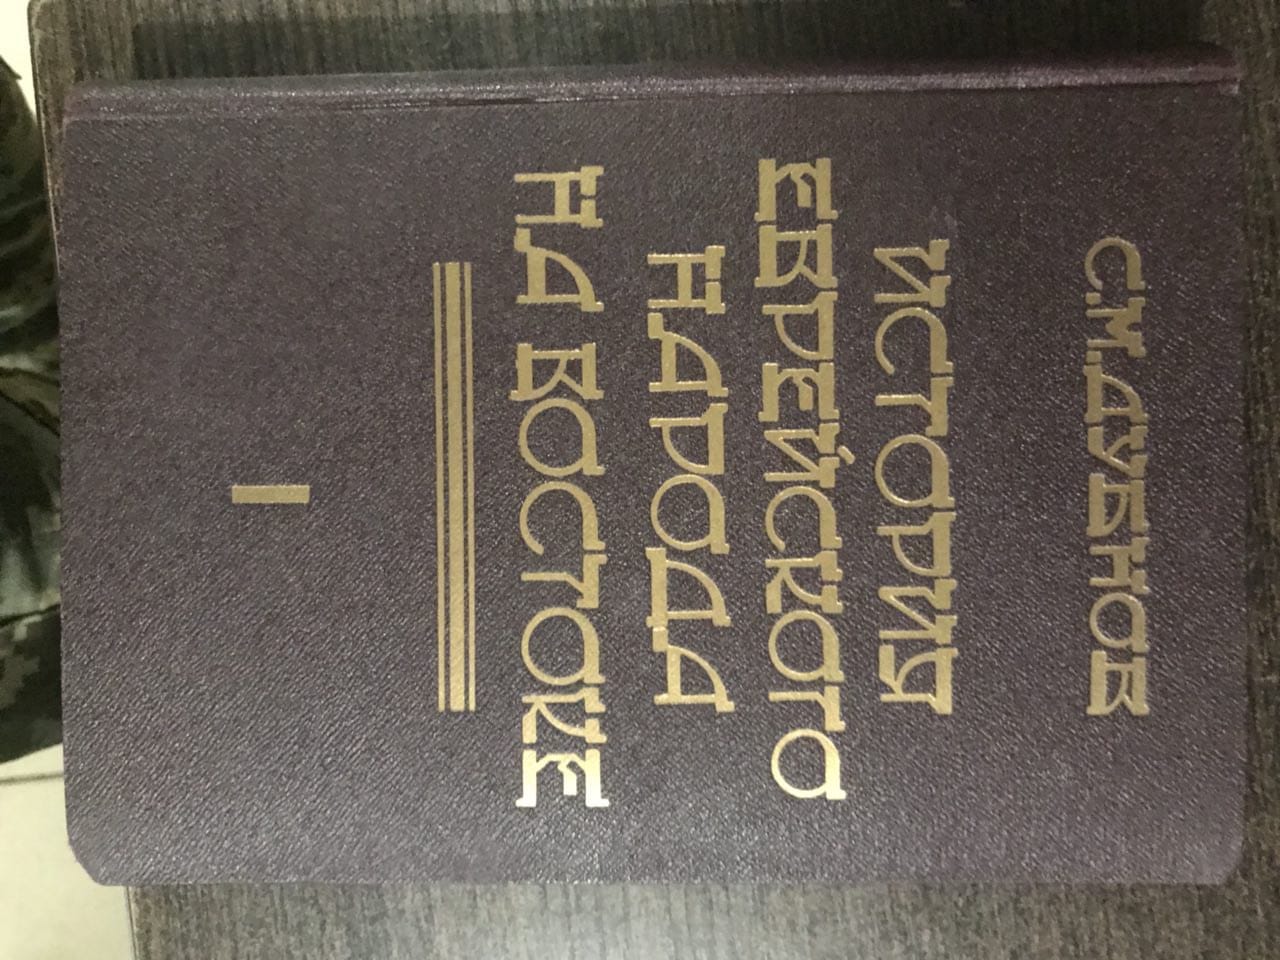 С.М.ДУБНОВ
ИСТОРИЯ
ЕВРЕЙСКОГО
НАРОДА
НА ВОСТОКЕ
I